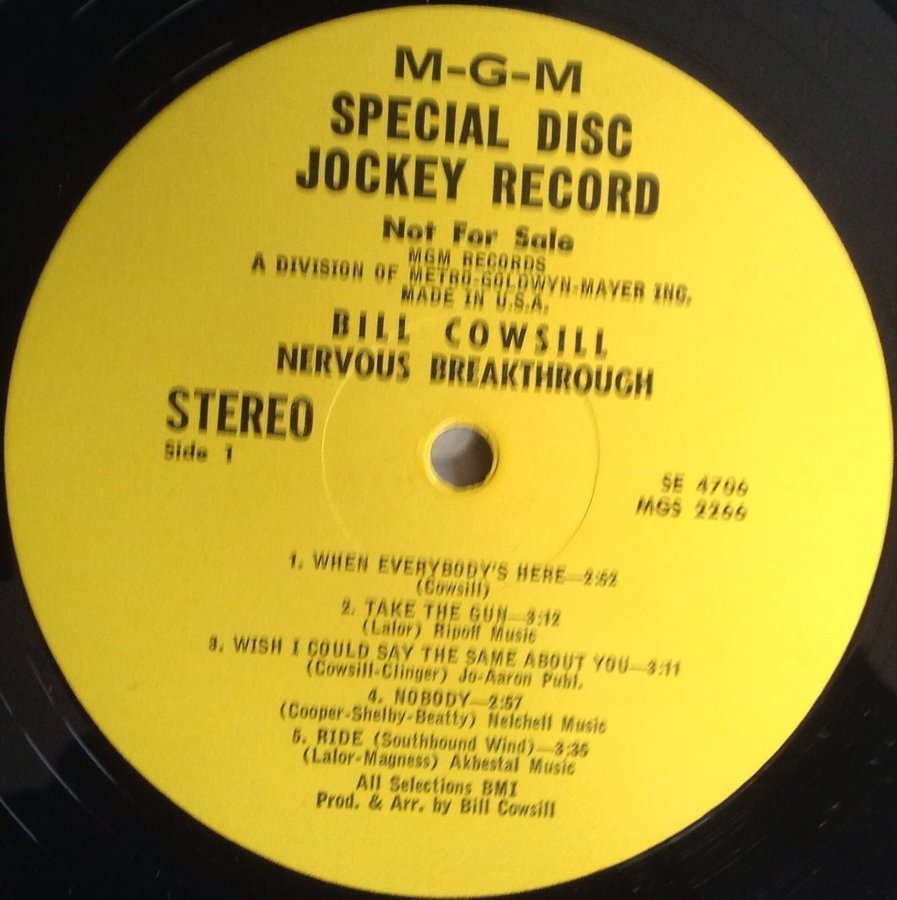 M-G-M
SPECIAL DISC
JOCKEY RECORD
Not For Sale
MGM RECORDS
A DIVISION OF METRO-GOLDWYN-MAYER INC.
MADE IN U.S.A.
BILL COWSILL
NERVOUS BREAKTHROUGH
STEREO
Side 1
SE 4706
MGS 2266
1. WHEN EVERYBODY'S HERE—2:52
(Cowsill)
2. TAKE THE GUN—3:12
(Lalor) Ripoff Music
3. WISH I COULD SAY THE SAME ABOUT YOU—3:11
(Cowsill-Clinger) Jo-Aaron Publ.
4. NOBODY—2:57
(Cooper-Shelby-Beatty) Nelchell Music
5. RIDE (Southbound Wind)—3:35
(Lalor-Magness) Akbestal Music
All Selections BMI
Prod. & Arr. by Bill Cowsill